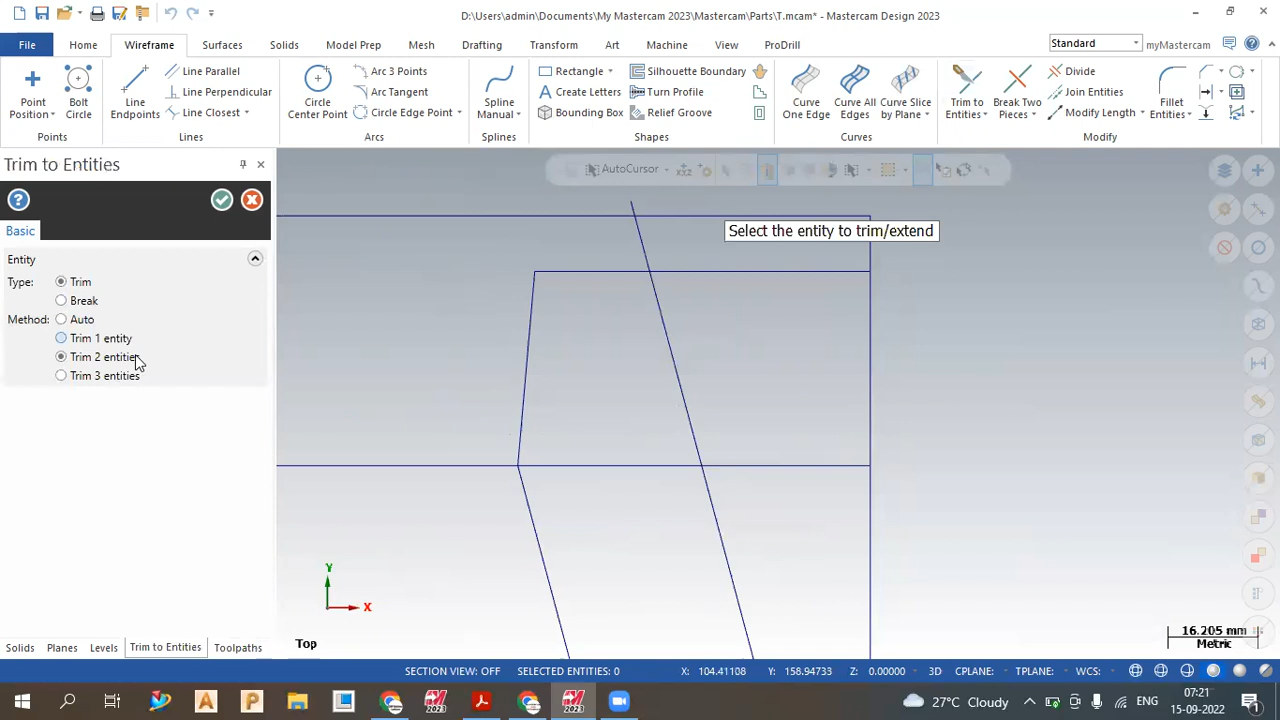 D:\Users\admin\Documents\My Mastercam 2023\Mastercam\Parts\T.mcam* - Mastercam Design 2023
File Home Wireframe Surfaces Solids Model Prep Mesh Drafting Transform Art Machine View ProDrill Standard myMastercam
Point Position
Bolt Circle
Points
Line Endpoints
Line Parallel
Line Perpendicular
Line Closest
Lines
Circle Center Point
Arc 3 Points
Arc Tangent
Circle Edge Point
Arcs
Spline Manual
Splines
Rectangle
Create Letters
Bounding Box
Silhouette Boundary
Turn Profile
Relief Groove
Shapes
Curve One Edge
Curve All Edges
Curve Slice by Plane
Curves
Trim to Entities
Break Two Pieces
Divide
Join Entities
Modify Length
Fillet Entities
Modify
Trim to Entities
Basic
Entity
Type: Trim
Break
Method: Auto
Trim 1 entity
Trim 2 entities
Trim 3 entities
AutoCursor
Select the entity to trim/extend
Y
X
Top
16.205 mm
Metric
Solids Planes Levels Trim to Entities Toolpaths
SECTION VIEW: OFF SELECTED ENTITIES: 0 X: 104.41108 Y: 158.94733 Z: 0.00000 3D CPLANE: TPLANE: WCS:
2021 2023 2023
27°C Cloudy ENG 07:21
15-09-2022 1